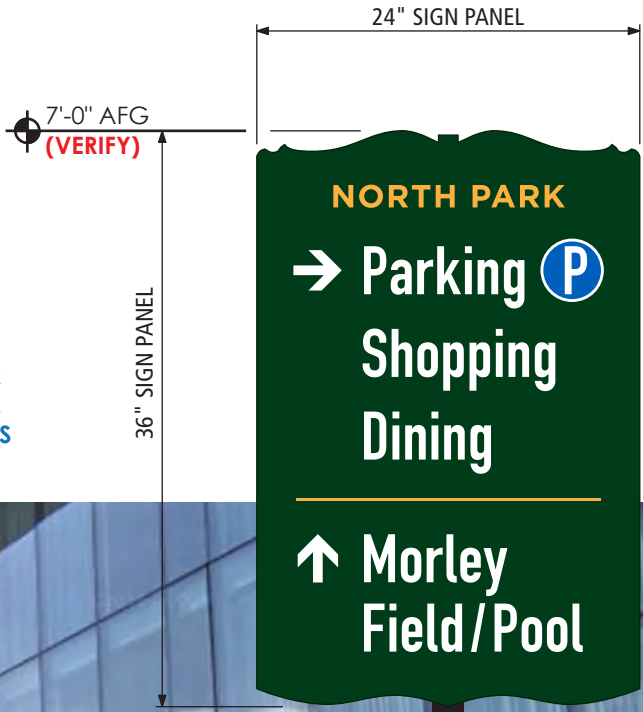 24" SIGN PANEL
7'-0" AFG
(VERIFY)
36" SIGN PANEL
NORTH PARK
→ Parking P
Shopping
Dining
S
↑ Morley
Field/Pool